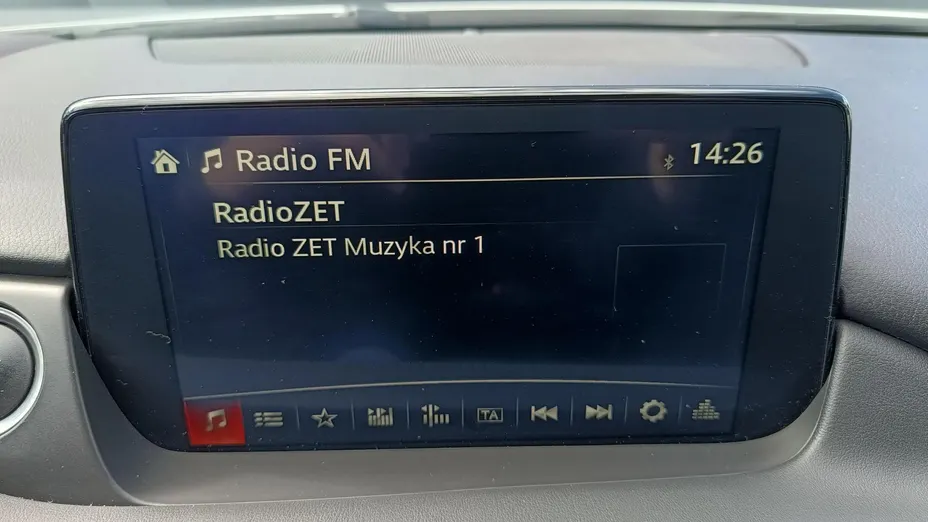 Radio FM 14:26
RadioZET
Radio ZET Muzyka nr 1
TA